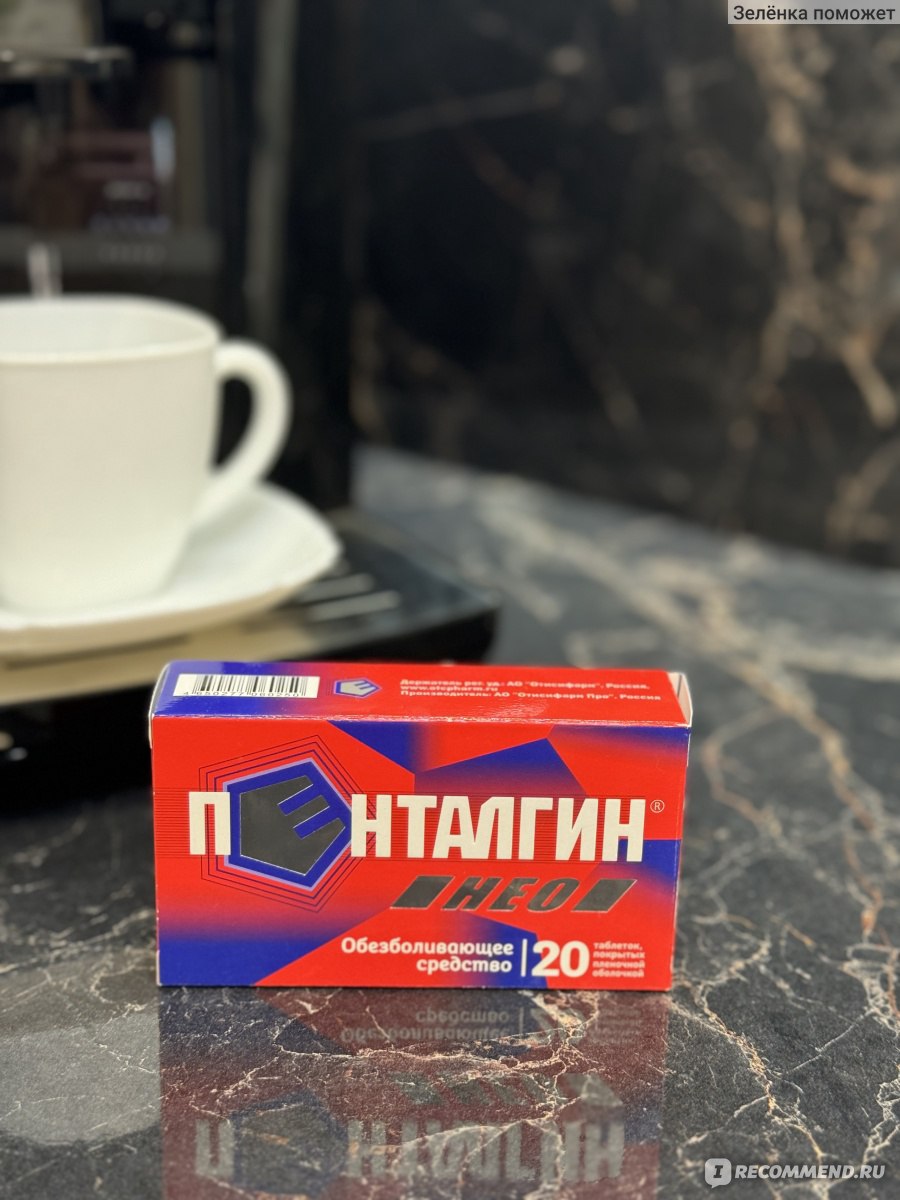 Зелёнка поможет
Держатель рег. уд.: АО "Отисифарм", Россия.
www.otcpharm.ru
Производитель: АО "Отисифарм Про", Россия
ПЕНТАЛГИН®
НЕО
Обезболивающее
средство
20
таблеток,
покрытых
пленочной
оболочкой
IRECOMMEND.RU